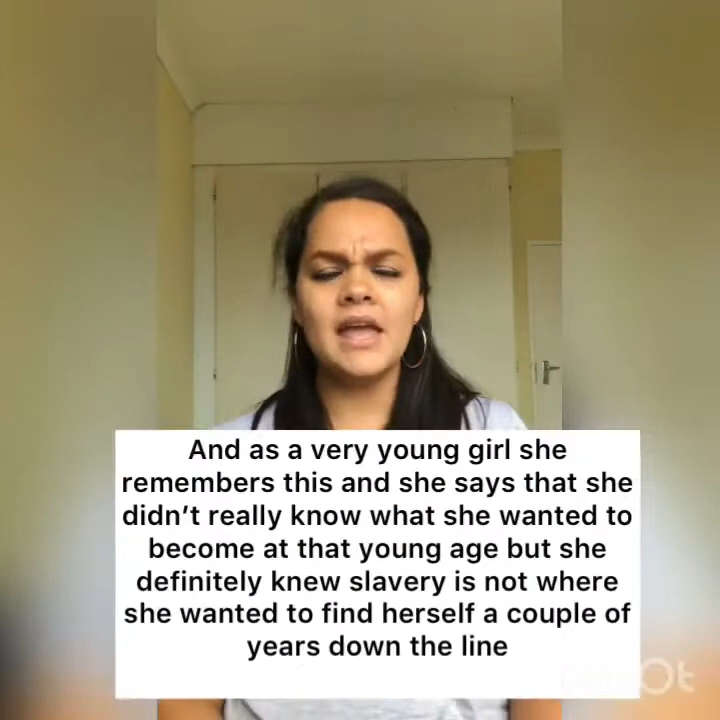 And as a very young girl she
remembers this and she says that she
didn’t really know what she wanted to
become at that young age but she
definitely knew slavery is not where
she wanted to find herself a couple of
years down the line